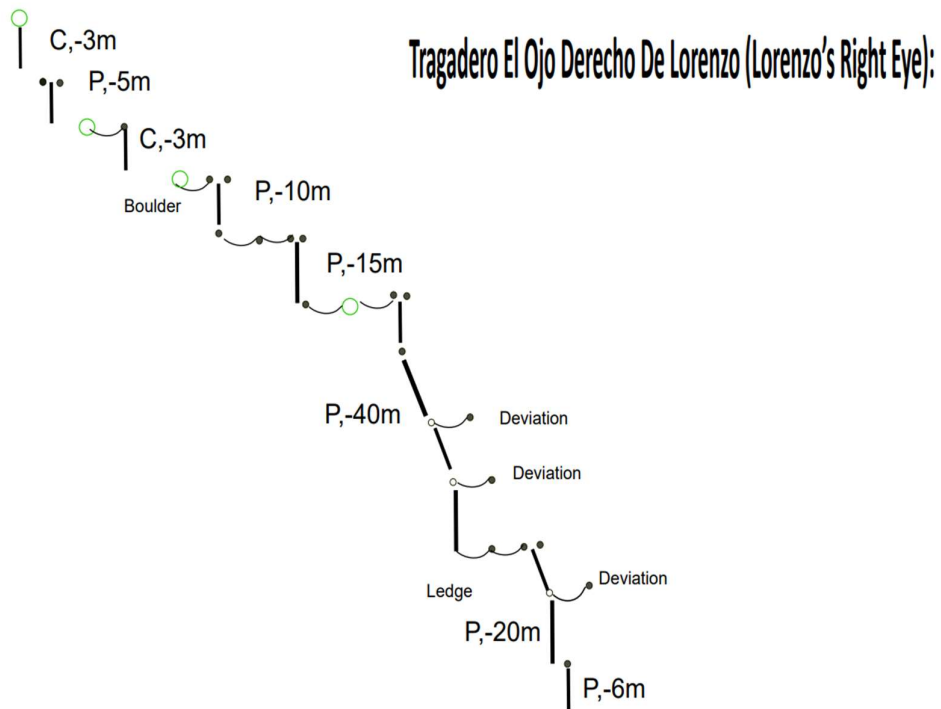 Tragadero El Ojo Derecho De Lorenzo (Lorenzo’s Right Eye):
C,-3m
P,-5m
C,-3m
P,-10m
Boulder
P,-15m
P,-40m
Deviation
Deviation
Deviation
Ledge
P,-20m
P,-6m